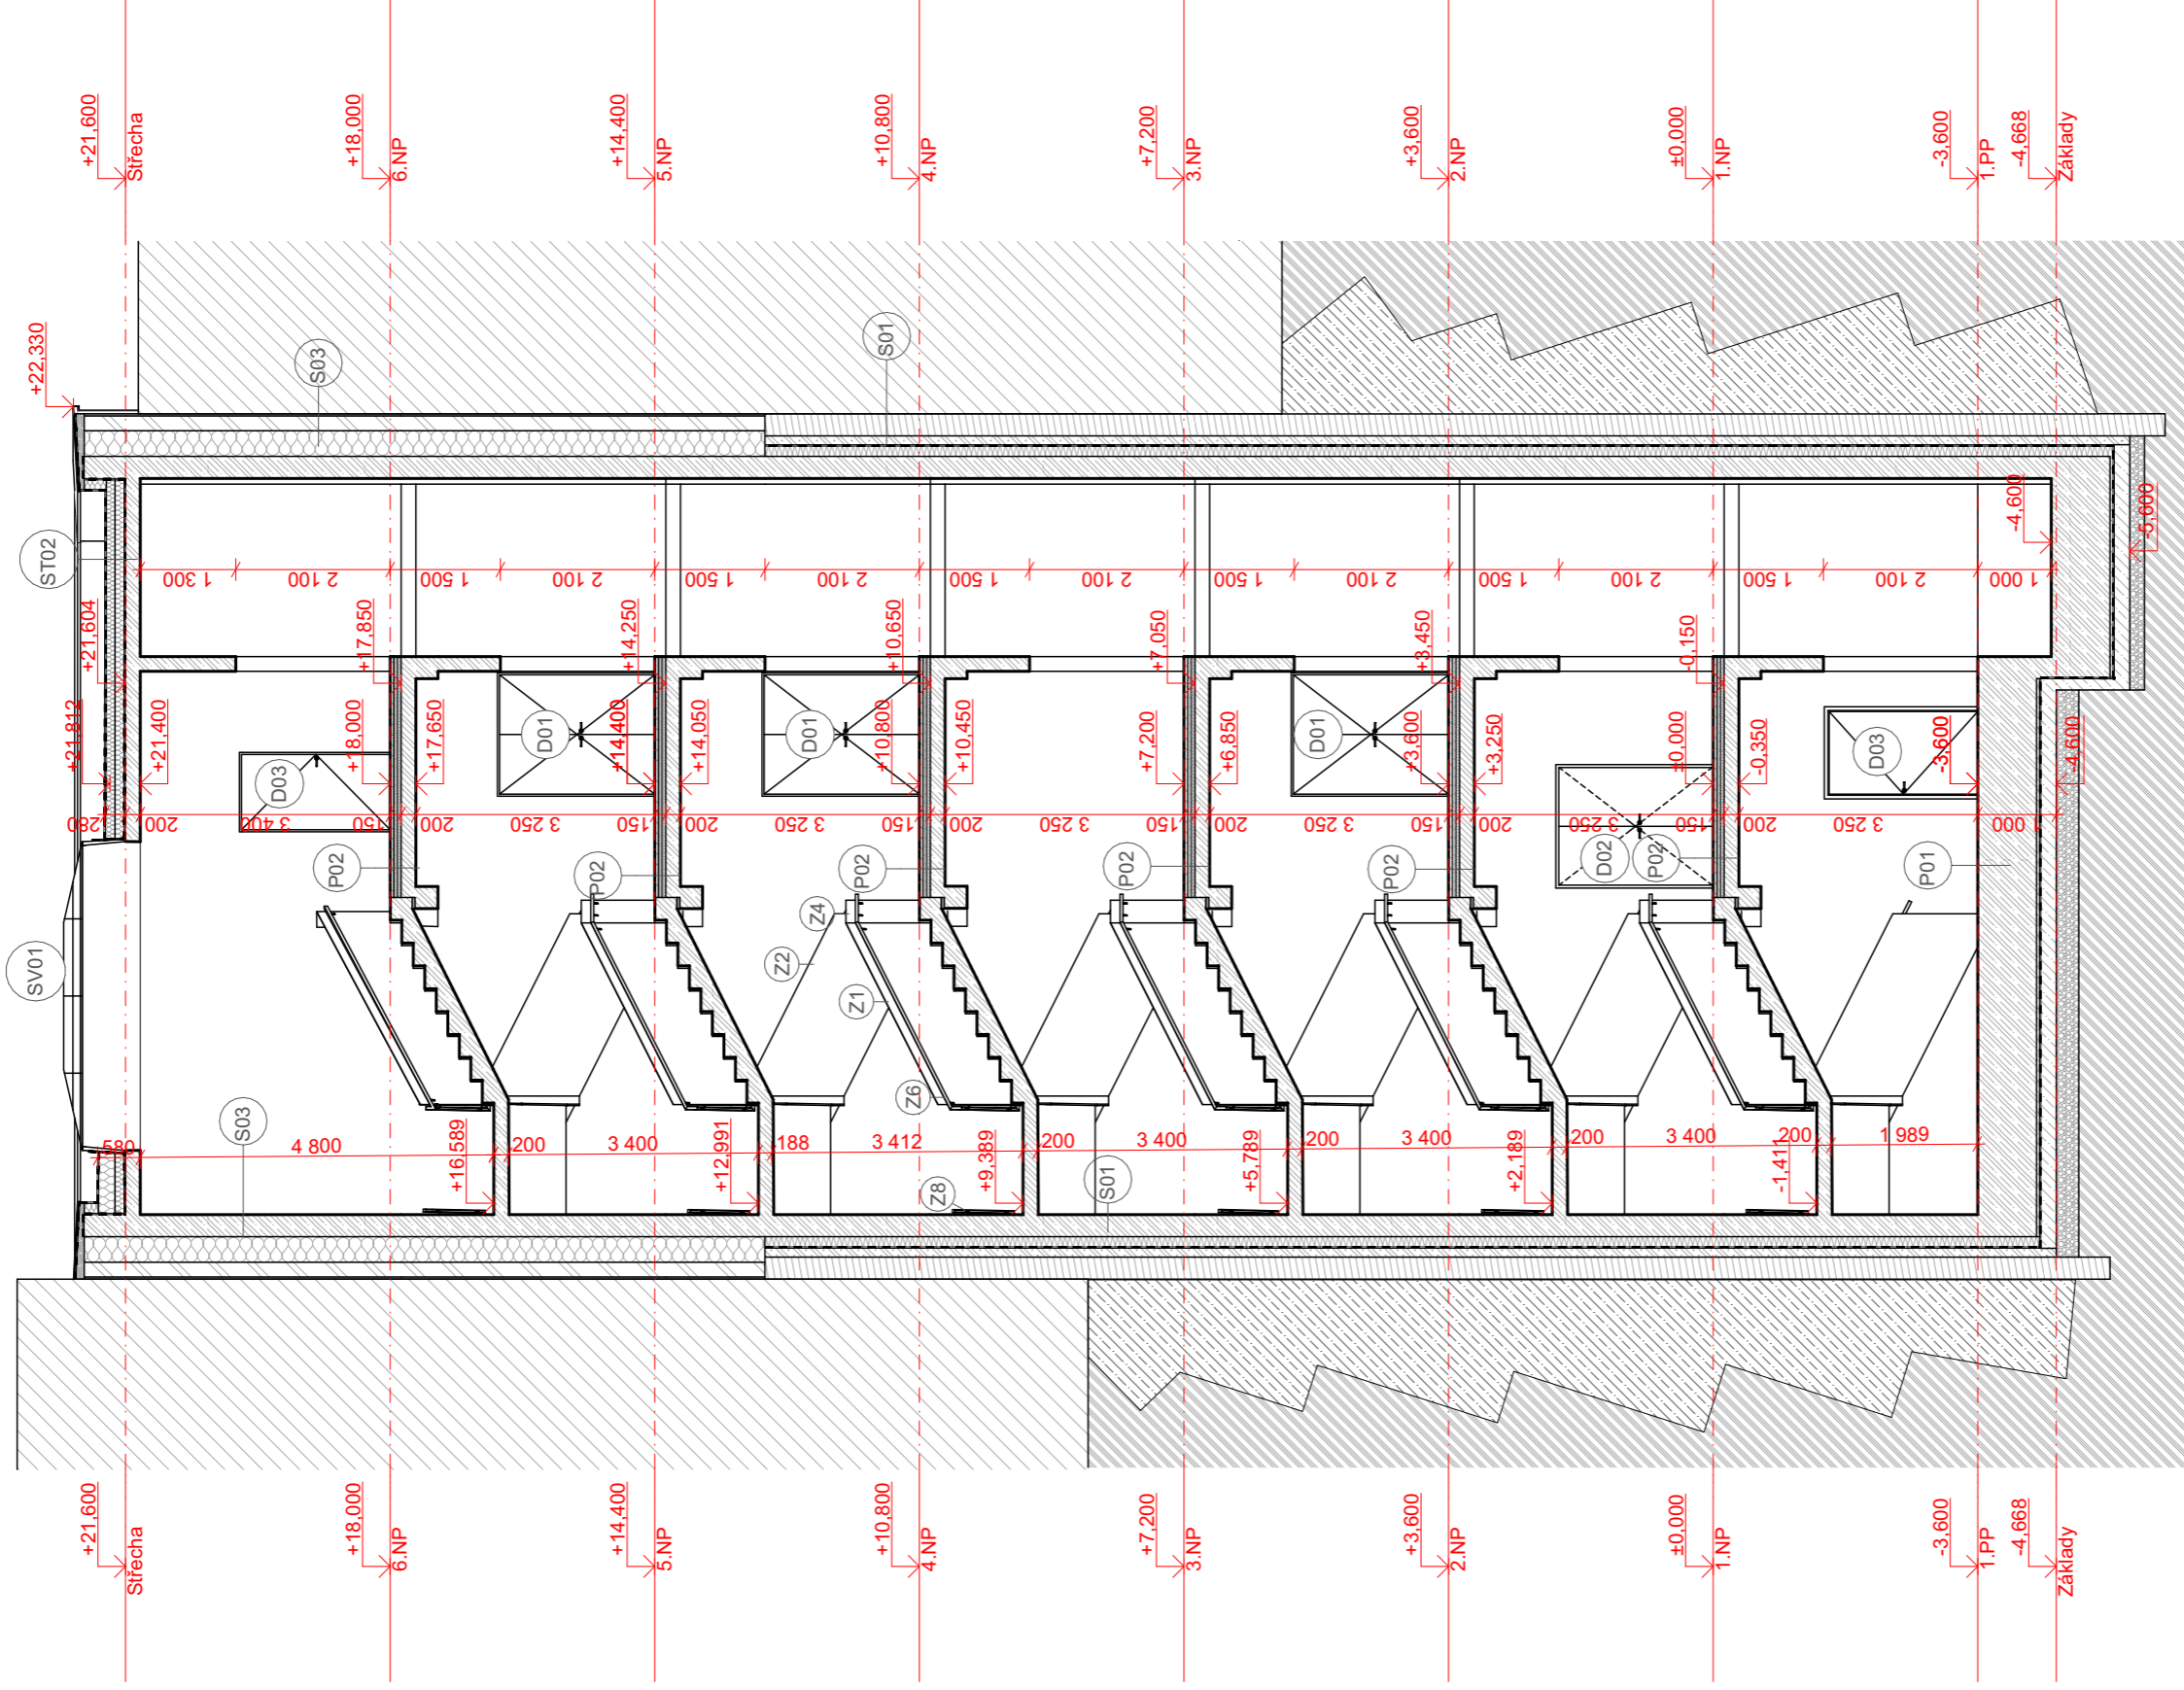 +21,600
Střecha
+18,000
6.NP
+14,400
5.NP
+10,800
4.NP
+7,200
3.NP
+3,600
2.NP
±0,000
1.NP
-3,600
1.PP
-4,668
Základy
+22,330
S03
S01
ST02
1 300
2 100
1 500
2 100
1 500
2 100
1 500
2 100
1 500
2 100
1 500
2 100
1 500
2 100
1 000
-4,600
-5,600
+21,604
+17,850
+14,250
+10,650
+7,050
+3,450
-0,150
+21,812
+21,400
+18,000
+17,650
+14,400
+14,050
+10,800
+10,450
+7,200
+6,850
+3,600
+3,250
±0,000
-0,350
-3,600
-4,600
D03
D01
D01
D01
D02
D03
280
200
3 400
150
200
3 250
150
200
3 250
150
200
3 250
150
200
3 250
150
200
3 250
150
200
3 250
P02
P02
P02
P02
P02
P02
P01
SV01
Z4
Z2
Z1
Z6
Z8
S03
S01
580
4 800
200
3 400
188
3 412
200
3 400
200
3 400
200
3 400
200
1 989
+16,589
+12,991
+9,389
+5,789
+2,189
-1,411
+21,600
Střecha
+18,000
6.NP
+14,400
5.NP
+10,800
4.NP
+7,200
3.NP
+3,600
2.NP
±0,000
1.NP
-3,600
1.PP
-4,668
Základy